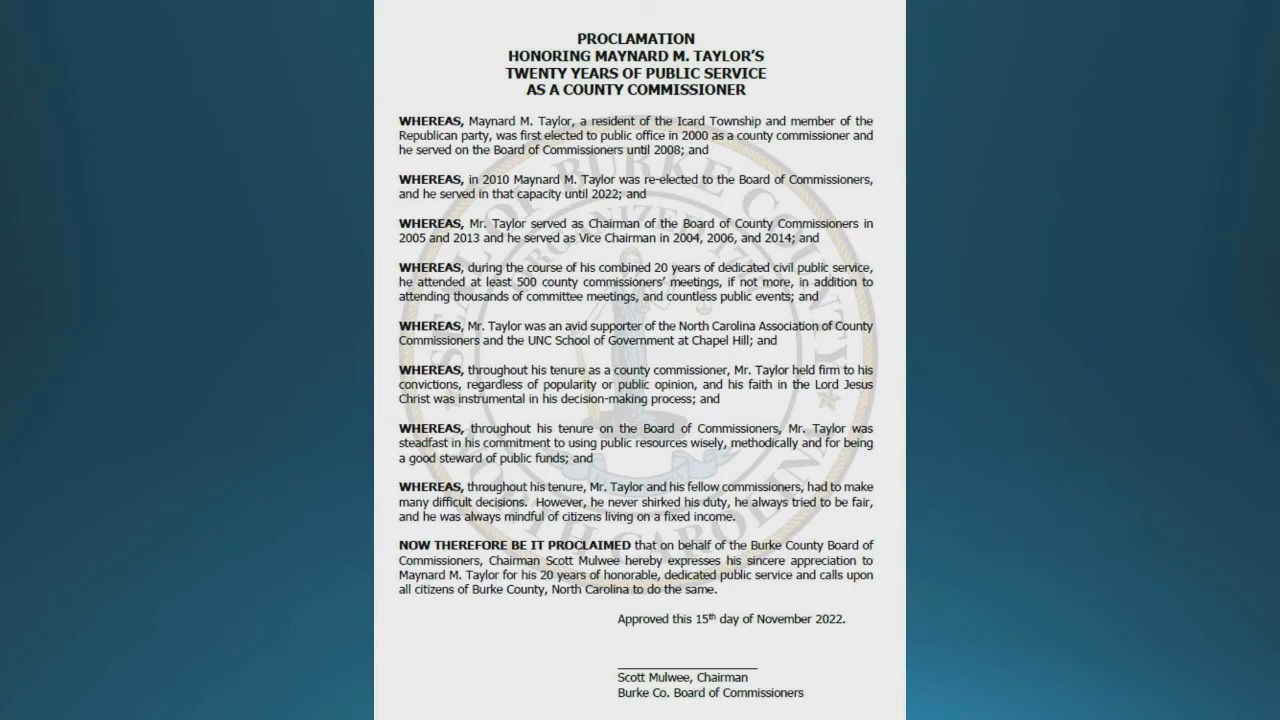 PROCLAMATION
HONORING MAYNARD M. TAYLOR'S
TWENTY YEARS OF PUBLIC SERVICE
AS A COUNTY COMMISSIONER
WHEREAS, Maynard M. Taylor, a resident of the Icard Township and member of the
Republican party, was first elected to public office in 2000 as a county commissioner and
he served on the Board of Commissioners until 2008; and
WHEREAS, in 2010 Maynard M. Taylor was re-elected to the Board of Commissioners,
and he served in that capacity until 2022; and
WHEREAS, Mr. Taylor served as Chairman of the Board of County Commissioners in
2005 and 2013 and he served as Vice Chairman in 2004, 2006, and 2014; and
WHEREAS, during the course of his combined 20 years of dedicated civil public service,
he attended at least 500 county commissioners' meetings, if not more, in addition to
attending thousands of committee meetings, and countless public events; and
WHEREAS, Mr. Taylor was an avid supporter of the North Carolina Association of County
Commissioners and the UNC School of Government at Chapel Hill; and
WHEREAS, throughout his tenure as a county commissioner, Mr. Taylor held firm to his
convictions, regardless of popularity or public opinion, and his faith in the Lord Jesus
Christ was instrumental in his decision-making process; and
WHEREAS, throughout his tenure on the Board of Commissioners, Mr. Taylor was
steadfast in his commitment to using public resources wisely, methodically and for being
a good steward of public funds; and
WHEREAS, throughout his tenure, Mr. Taylor and his fellow commissioners, had to make
many difficult decisions. However, he never shirked his duty, he always tried to be fair,
and he was always mindful of citizens living on a fixed income.
NOW THEREFORE BE IT PROCLAIMED that on behalf of the Burke County Board of
Commissioners, Chairman Scott Mulwee hereby expresses his sincere appreciation to
Maynard M. Taylor for his 20 years of honorable, dedicated public service and calls upon
all citizens of Burke County, North Carolina to do the same.
Approved this 15th day of November 2022.
Scott Mulwee, Chairman
Burke Co. Board of Commissioners
SEAL OF BURKE COUNTY
NORTH CAROLINA
ORGANIZED